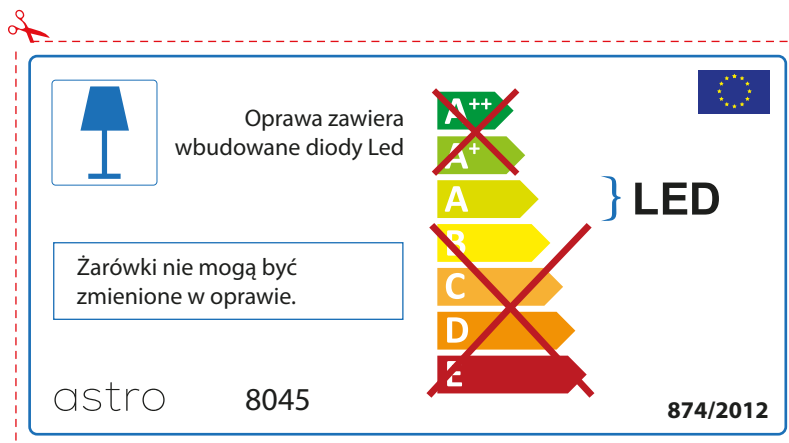 Oprawa zawiera
wbudowane diody Led
Żarówki nie mogą być
zmienione w oprawie.
A++
A+
A
B
C
D
E
LED
astro
8045
874/2012